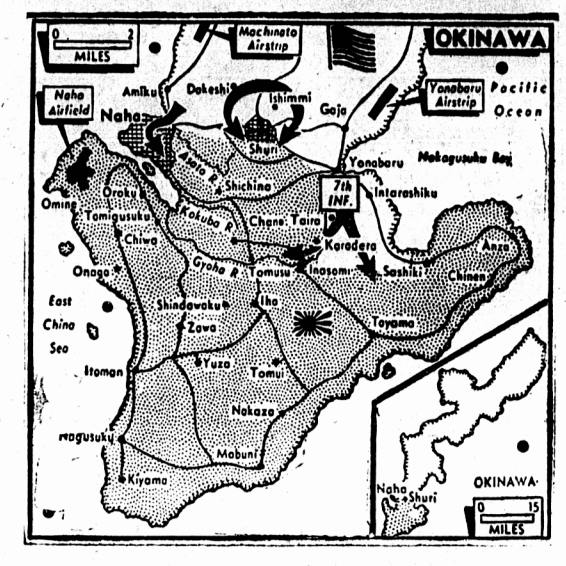 0 2
MILES
Machinato
Airstrip
OKINAWA
Naha
Airfield
Amiku
Dakeshi
Ishimmi
Gaja
Yonabaru
Airstrip
Pacific
Ocean
Naha
Shuri
Asato R.
Yonabaru
Nakagusuku Bay
Shichina
7th
INF.
Intarashiku
Oroku
Omine
Kokuba R.
Tomigusuku
Chan
Taira
Chiwa
Karadera
Anza
Gyoha R.
Tomusu
Inasomi
Sashiki
Chinen
Onaga
East
China
Sea
Shindawaku
Iha
Zawa
Toyama
Itoman
Yuza
Tomui
Nakaza
Nagusuku
Mabuni
Kiyama
OKINAWA
Naha
Shuri
0 15
MILES